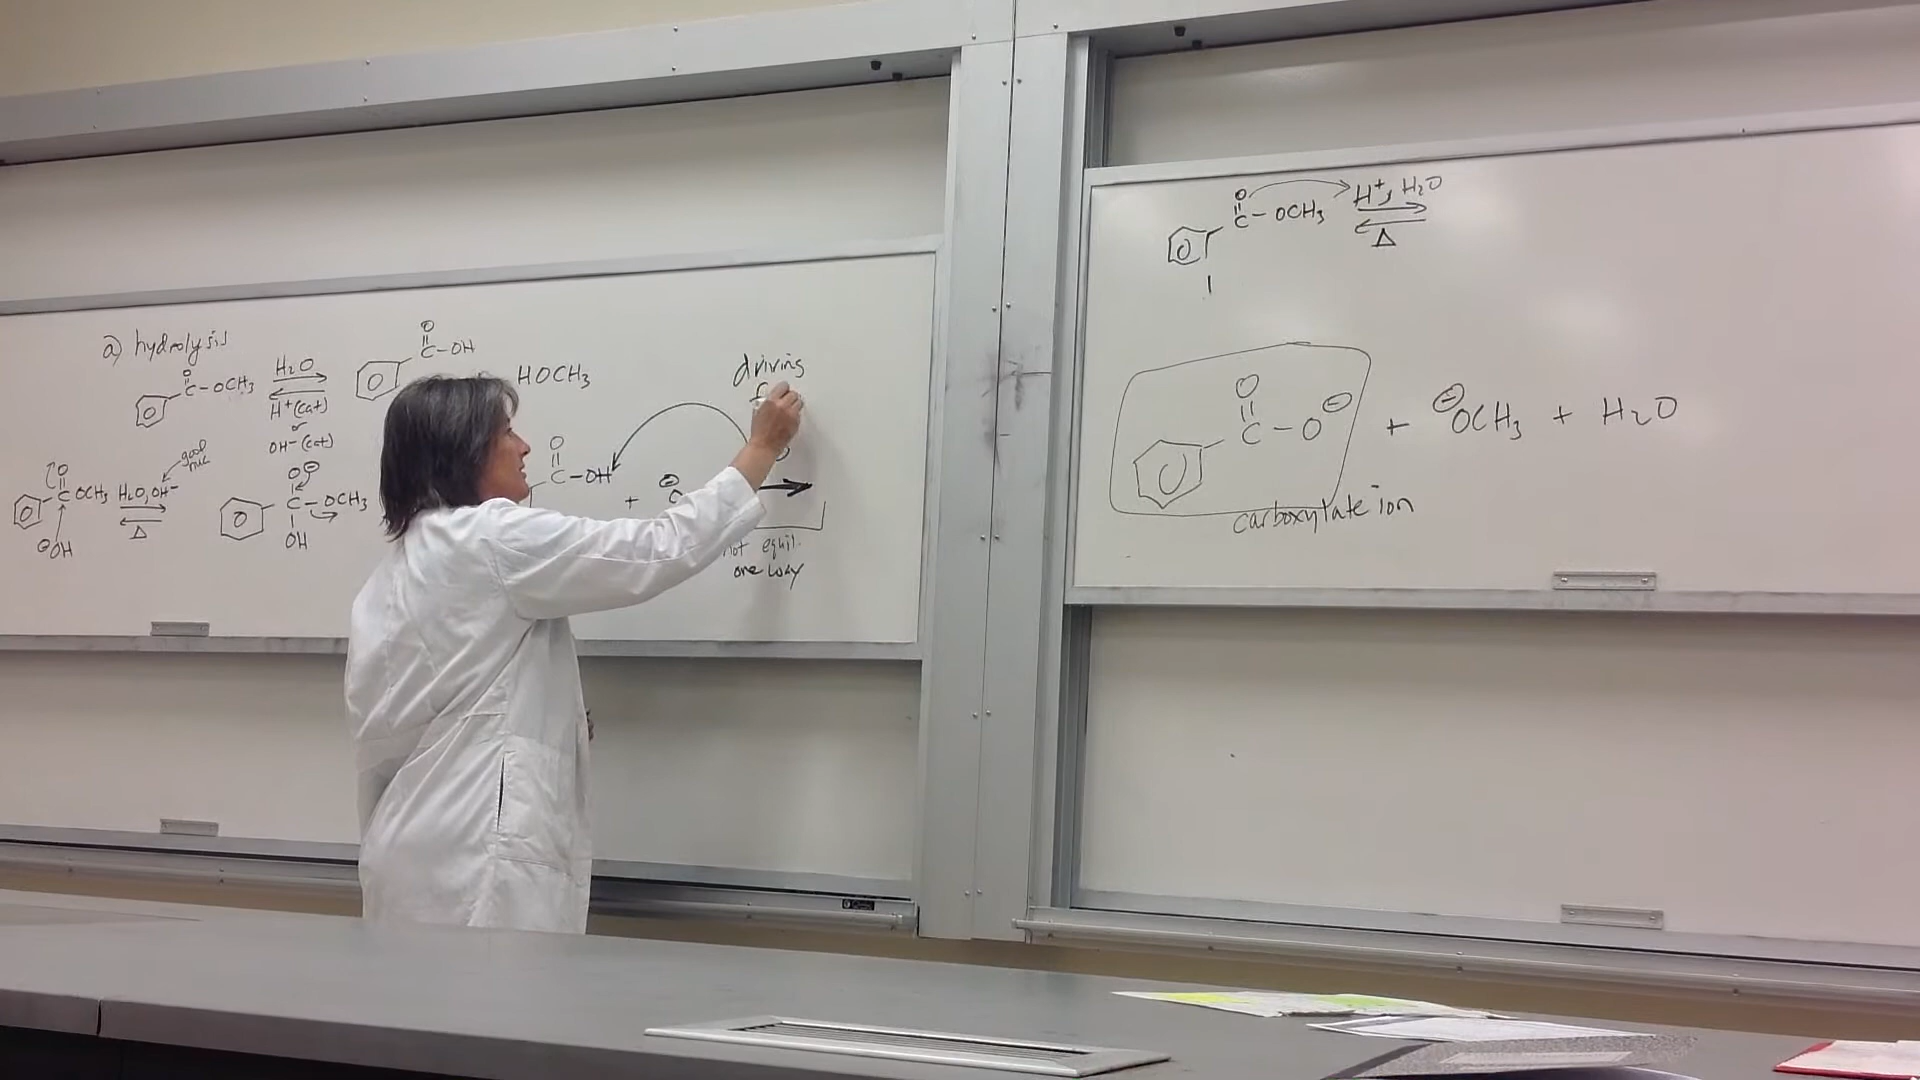 a) hydrolysis
O
C-OCH3
H2O
H+(cat)
or
OH-(cat)
O
C-OH
HOCH3
O
C OCH3
⊖OH
H2O, OH-
Δ
good
nuc
O⊖
C-OCH3
OH
O
C-OH
+
⊖
driving
not equil.
one way
O
C-OCH3
H+, H2O
Δ
O
C-O⊖
+ ⊖OCH3 + H2O
carboxylate ion